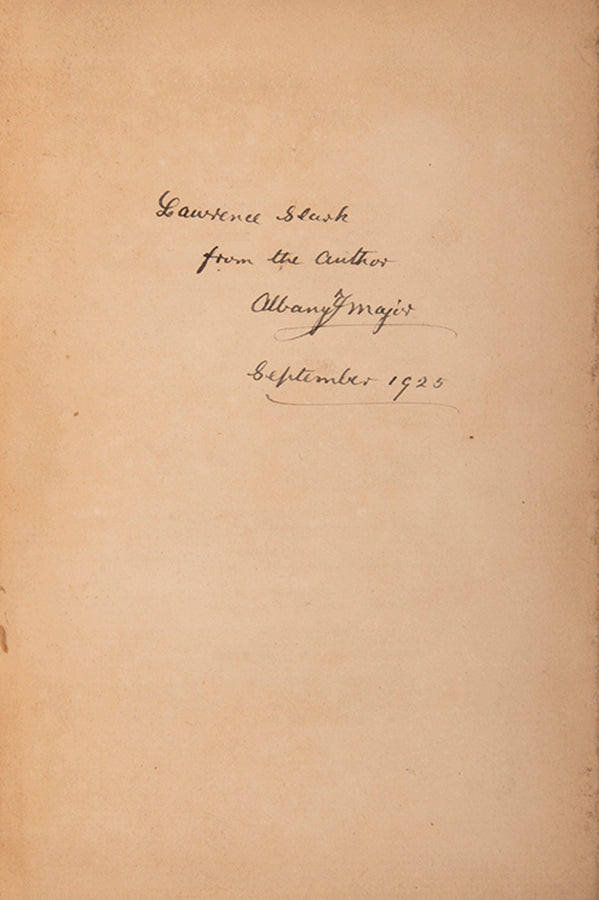 Lawrence Slark
from the Author
Albany F Major
September 1925